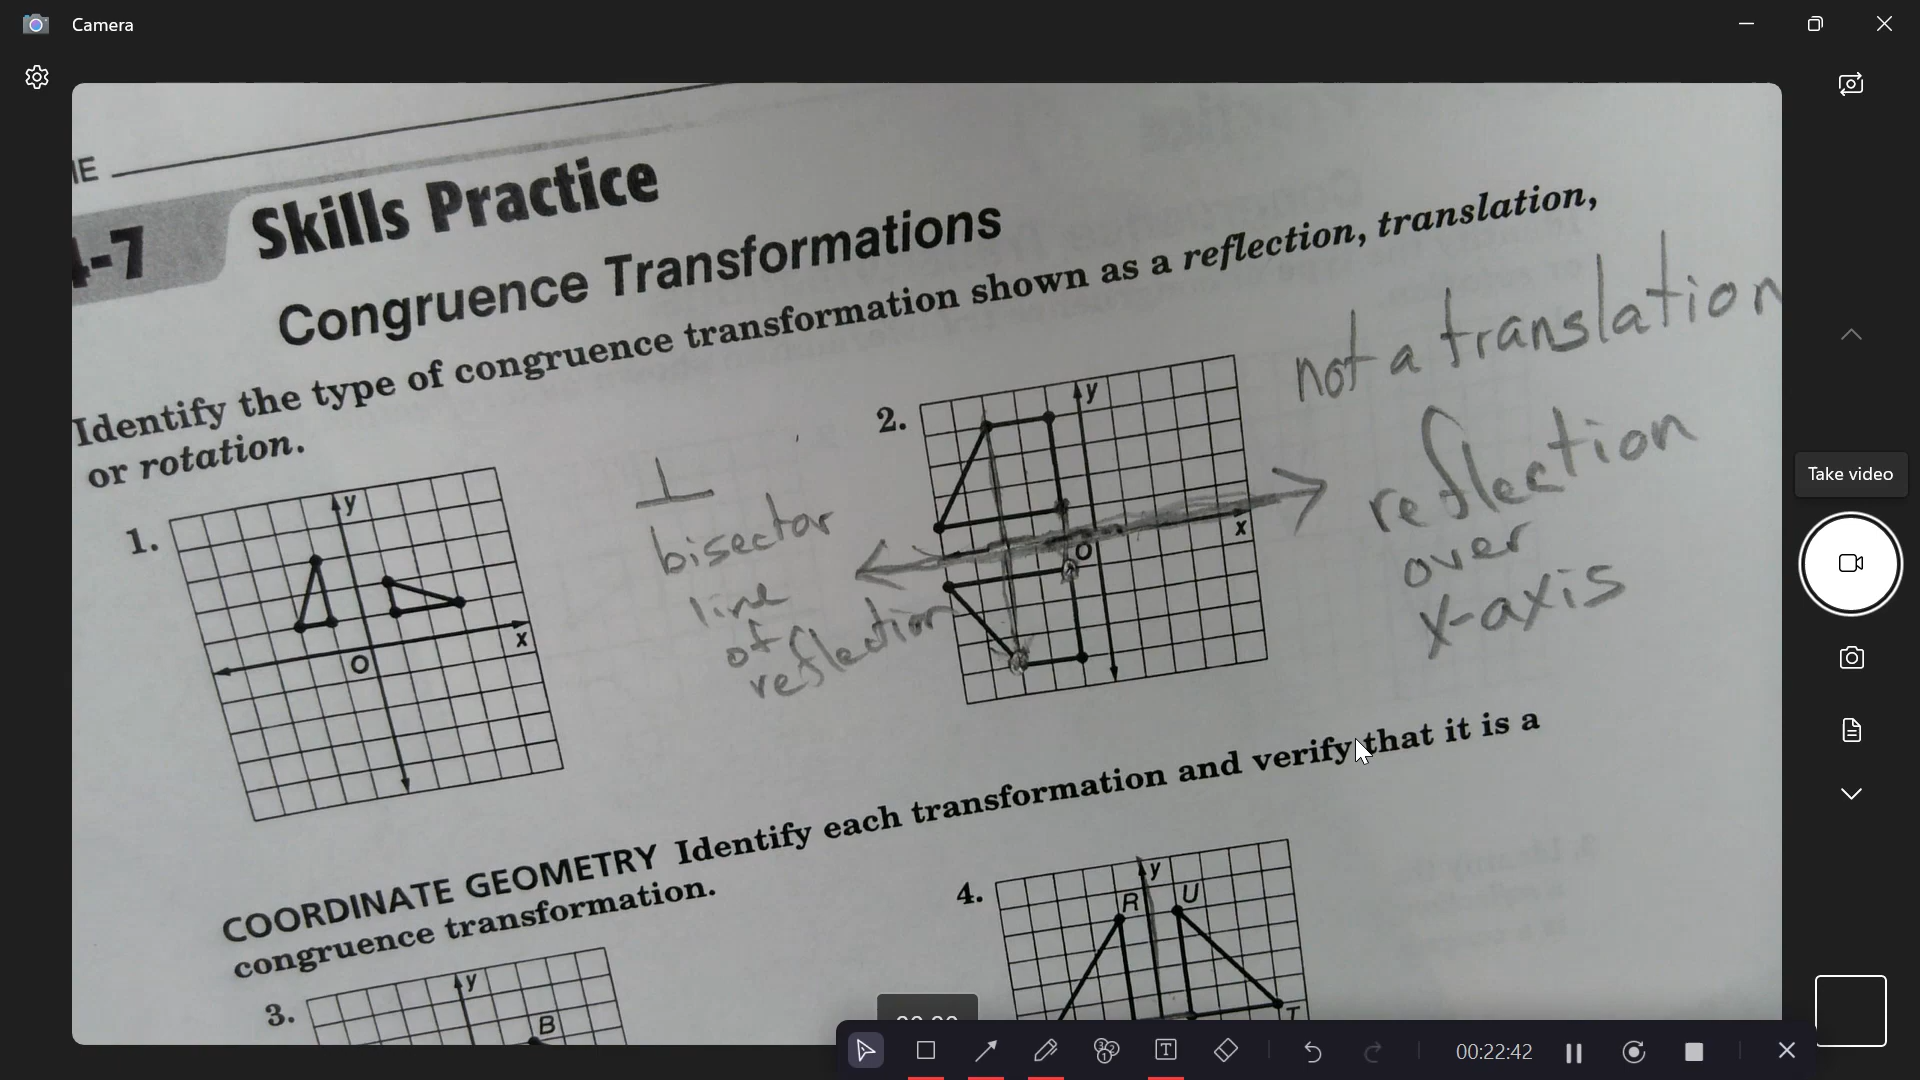 Camera
Skills Practice
-7
Congruence Transformations
Identify the type of congruence transformation shown as a reflection, translation,
or rotation.
not a translation
1.
y
O
x
⊥
bisector
line
of
reflection
2.
y
O
x
reflection
over
x-axis
Take video
COORDINATE GEOMETRY Identify each transformation and verify that it is a
congruence transformation.
3.
y
B
4.
y
R
U
T
00:22:42